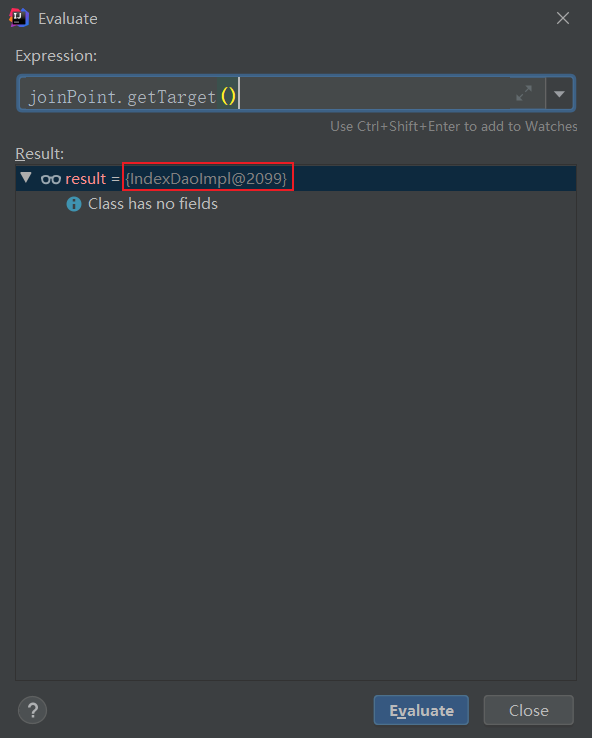 Evaluate
Expression:
joinPoint.getTarget()
Use Ctrl+Shift+Enter to add to Watches
Result:
result = {IndexDaoImpl@2099}
Class has no fields
?
Evaluate
Close